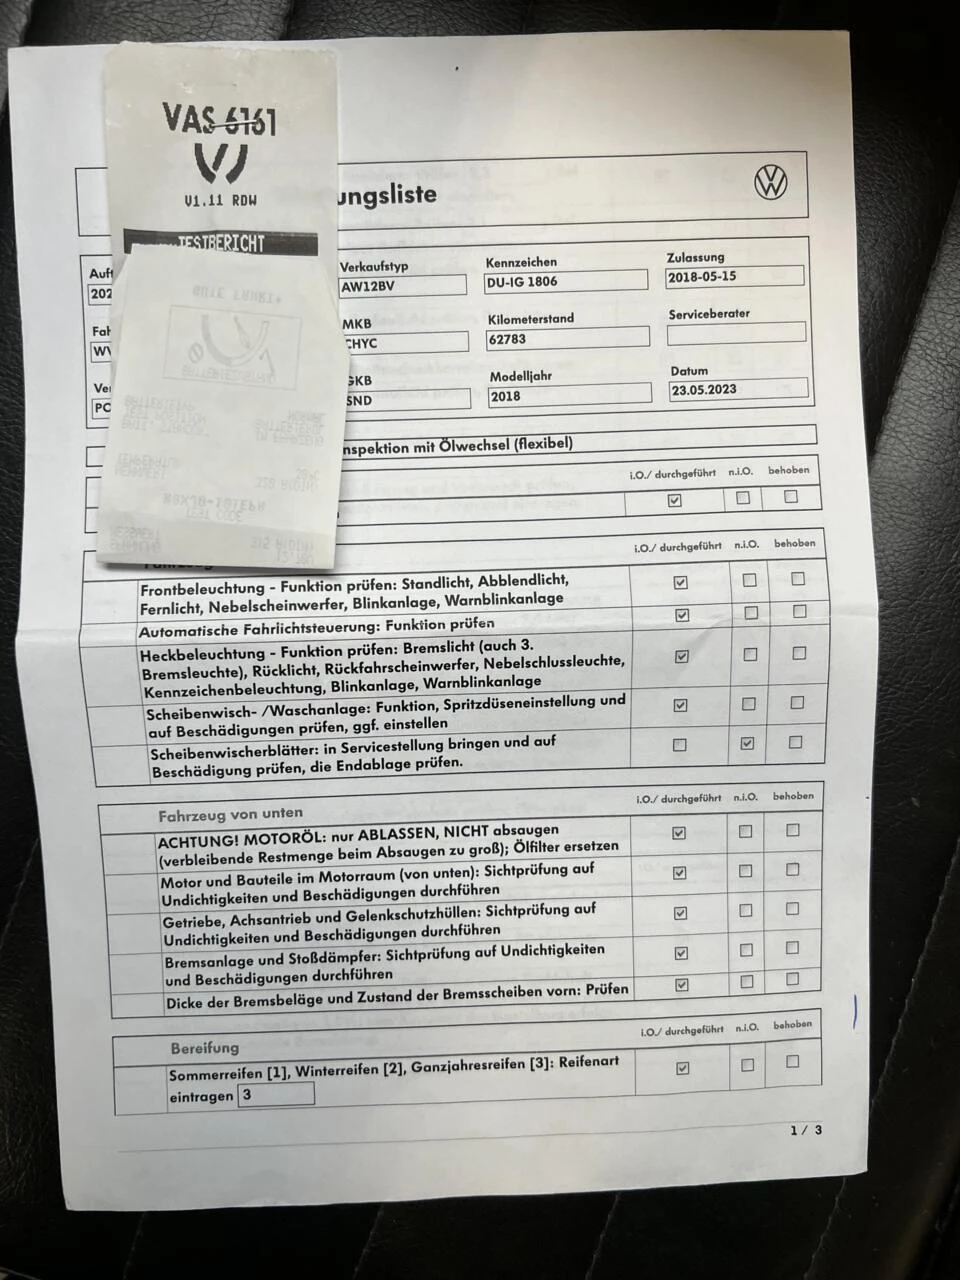 VAS 6161
V1.11 RDW
TESTBERICHT
ungsliste
Auft
202
Verkaufstyp
AW12BV
Kennzeichen
DU-IG 1806
Zulassung
2018-05-15
Fah
WV
MKB
CHYC
Kilometerstand
62783
Serviceberater
Ve
PO
GKB
SND
Modelljahr
2018
Datum
23.05.2023
nspektion mit Ölwechsel (flexibel)
i.O./ durchgeführt n.i.O. behoben
i.O./ durchgeführt n.i.O. behoben
Frontbeleuchtung - Funktion prüfen: Standlicht, Abblendlicht,
Fernlicht, Nebelscheinwerfer, Blinkanlage, Warnblinkanlage
Automatische Fahrlichtsteuerung: Funktion prüfen
Heckbeleuchtung - Funktion prüfen: Bremslicht (auch 3.
Bremsleuchte), Rücklicht, Rückfahrscheinwerfer, Nebelschlussleuchte,
Kennzeichenbeleuchtung, Blinkanlage, Warnblinkanlage
Scheibenwisch- /Waschanlage: Funktion, Spritzdüseneinstellung und
auf Beschädigungen prüfen, ggf. einstellen
Scheibenwischerblätter: in Servicestellung bringen und auf
Beschädigung prüfen, die Endablage prüfen.
Fahrzeug von unten i.O./ durchgeführt n.i.O. behoben
ACHTUNG! MOTORÖL: nur ABLASSEN, NICHT absaugen
(verbleibende Restmenge beim Absaugen zu groß); Ölfilter ersetzen
Motor und Bauteile im Motorraum (von unten): Sichtprüfung auf
Undichtigkeiten und Beschädigungen durchführen
Getriebe, Achsantrieb und Gelenkschutzhüllen: Sichtprüfung auf
Undichtigkeiten und Beschädigungen durchführen
Bremsanlage und Stoßdämpfer: Sichtprüfung auf Undichtigkeiten
und Beschädigungen durchführen
Dicke der Bremsbeläge und Zustand der Bremsscheiben vorn: Prüfen
Bereifung i.O./ durchgeführt n.i.O. behoben
Sommerreifen [1], Winterreifen [2], Ganzjahresreifen [3]: Reifenart
eintragen 3
1 / 3